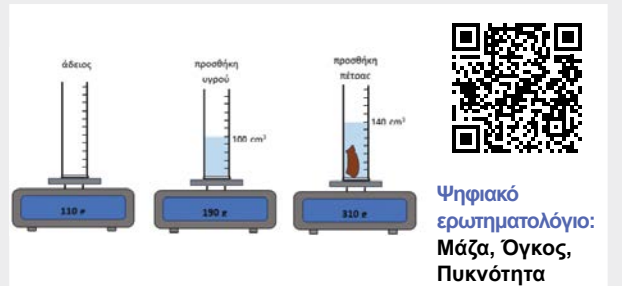 άδειος
προσθήκη
υγρού
προσθήκη
πέτρας
100 cm³
140 cm³
110 g
190 g
310 g
Ψηφιακό
ερωτηματολόγιο:
Μάζα, Όγκος,
Πυκνότητα